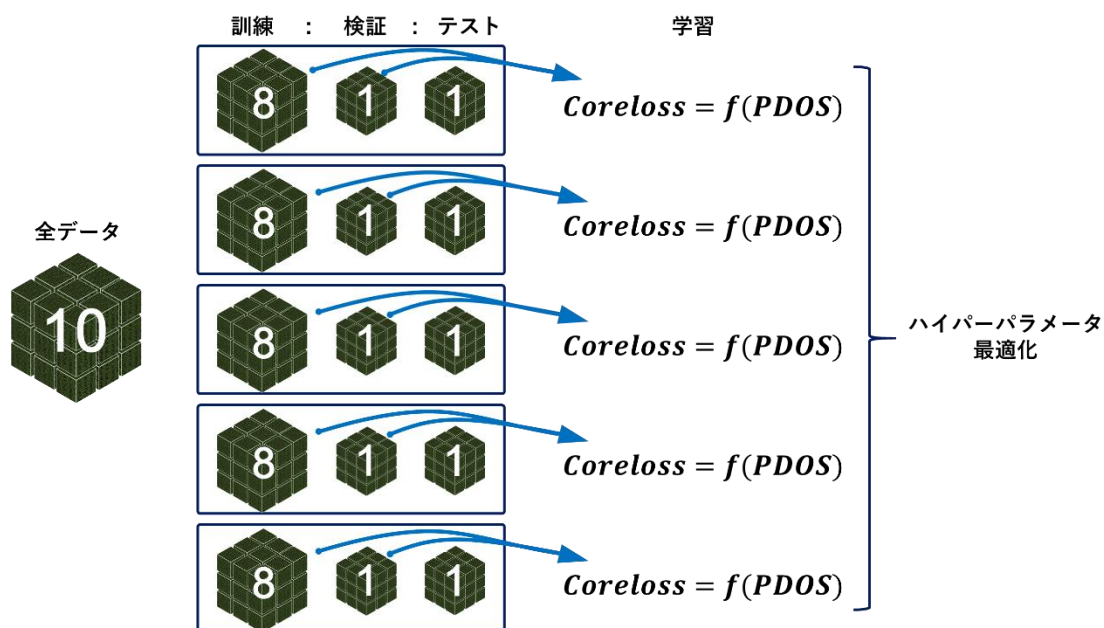 訓練 : 検証 : テスト 学習
8 1 1 Coreloss = f(PDOS)
8 1 1 Coreloss = f(PDOS)
全データ
10
8 1 1 Coreloss = f(PDOS)
ハイパーパラメータ
最適化
8 1 1 Coreloss = f(PDOS)
8 1 1 Coreloss = f(PDOS)